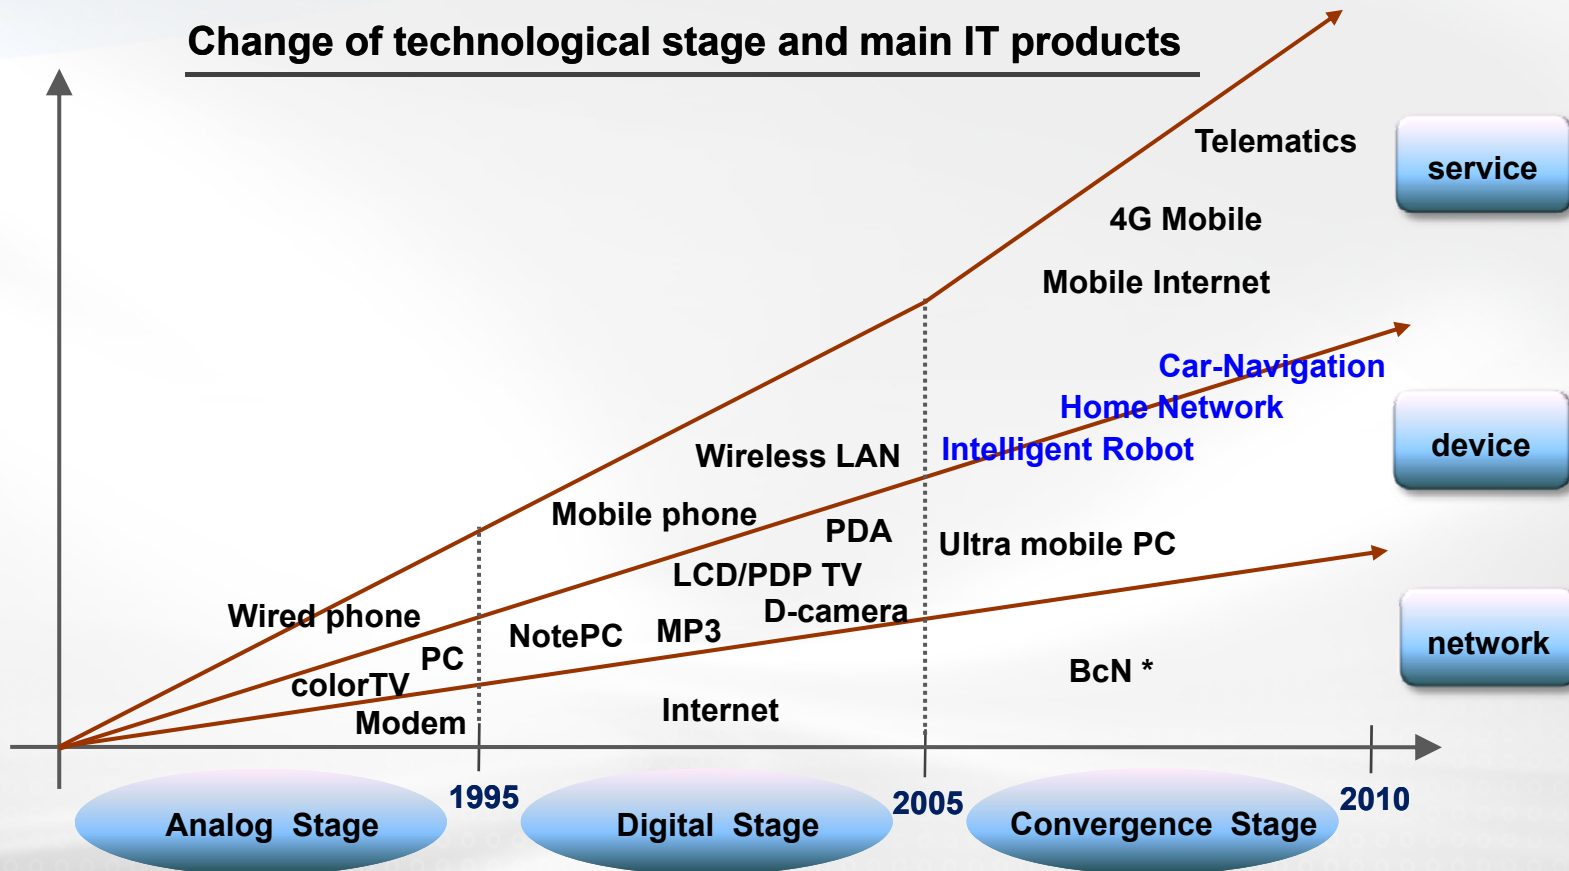 Change of technological stage and main IT products
Telematics
service
4G Mobile
Mobile Internet
Car-Navigation
Home Network
Intelligent Robot
device
Wireless LAN
Mobile phone
PDA
Ultra mobile PC
LCD/PDP TV
D-camera
Wired phone
NotePC
MP3
network
PC
BcN *
colorTV
Internet
Modem
1995
2005
2010
Analog Stage
Digital Stage
Convergence Stage